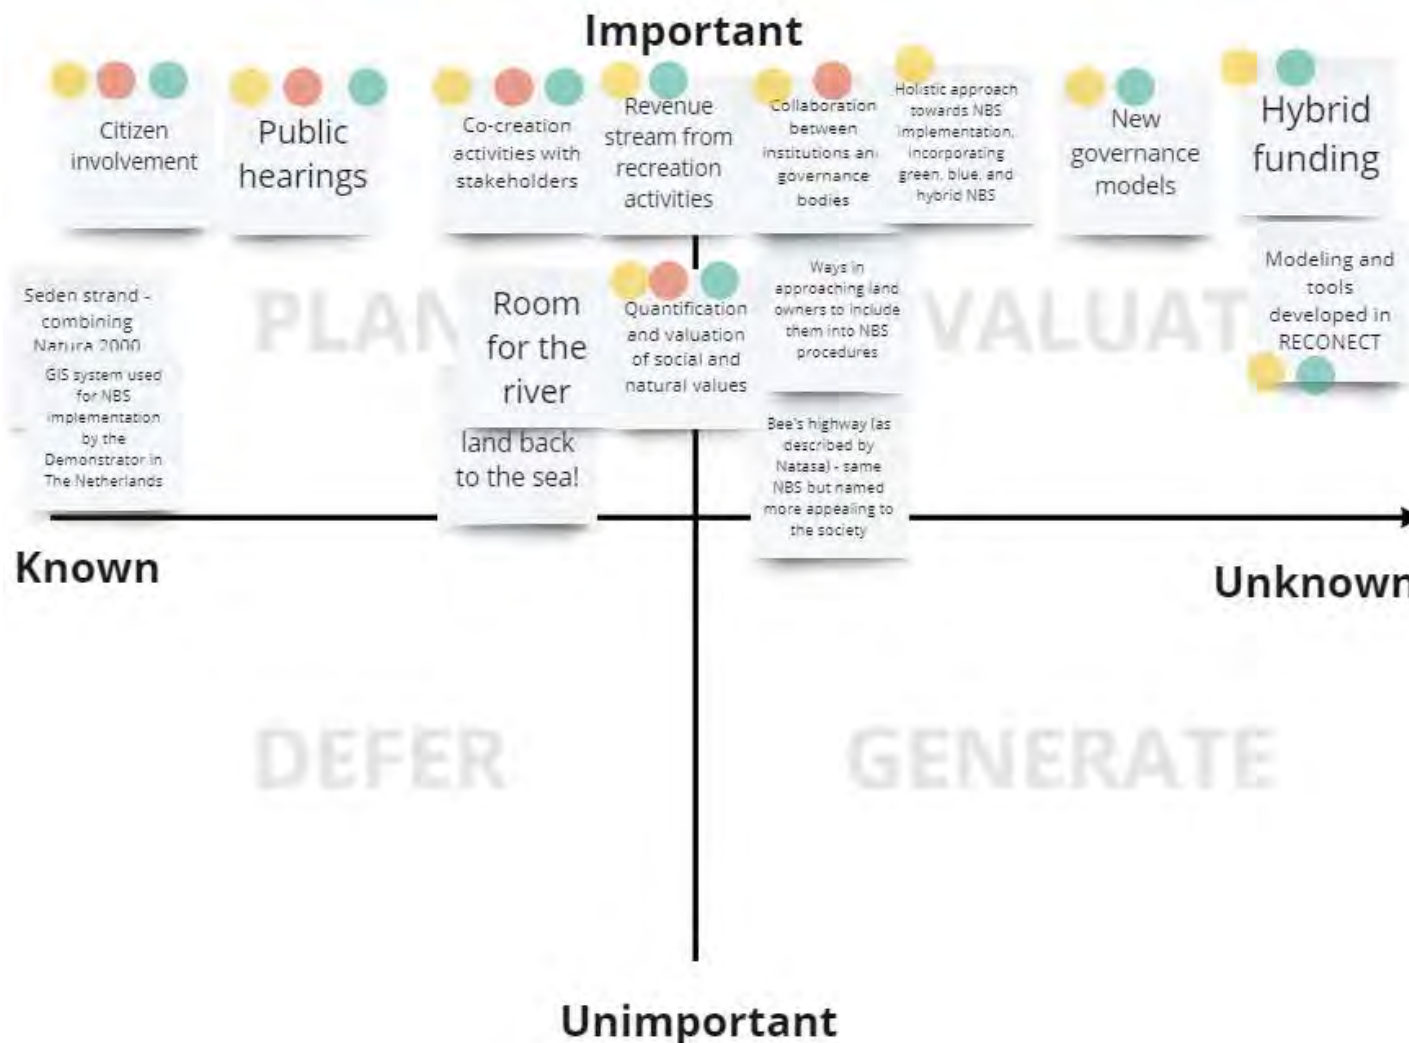 Important
Citizen
involvement
Public
hearings
Co-creation
activities with
stakeholders
Revenue
stream from
recreation
activities
Collaboration
between
institutions an
governance
bodies
Holistic approach
towards NBS
implementation,
incorporating
green, blue, and
hybrid NBS
New
governance
models
Hybrid
funding
Seden strand -
combining
Natura 2000
GIS system used
for NBS
implementation
by the
Demonstrator in
The Netherlands
PLAN
Room
for the
river
land back
to the sea!
Quantification
and valuation
of social and
natural values
Ways in
approaching land
owners to include
them into NBS
procedures
Bee's highway (as
described by
Natasa) - same
NBS but named
more appealing to
the society
VALUAT
Modeling and
tools
developed in
RECONECT
Known
Unknown
DEFER
GENERATE
Unimportant